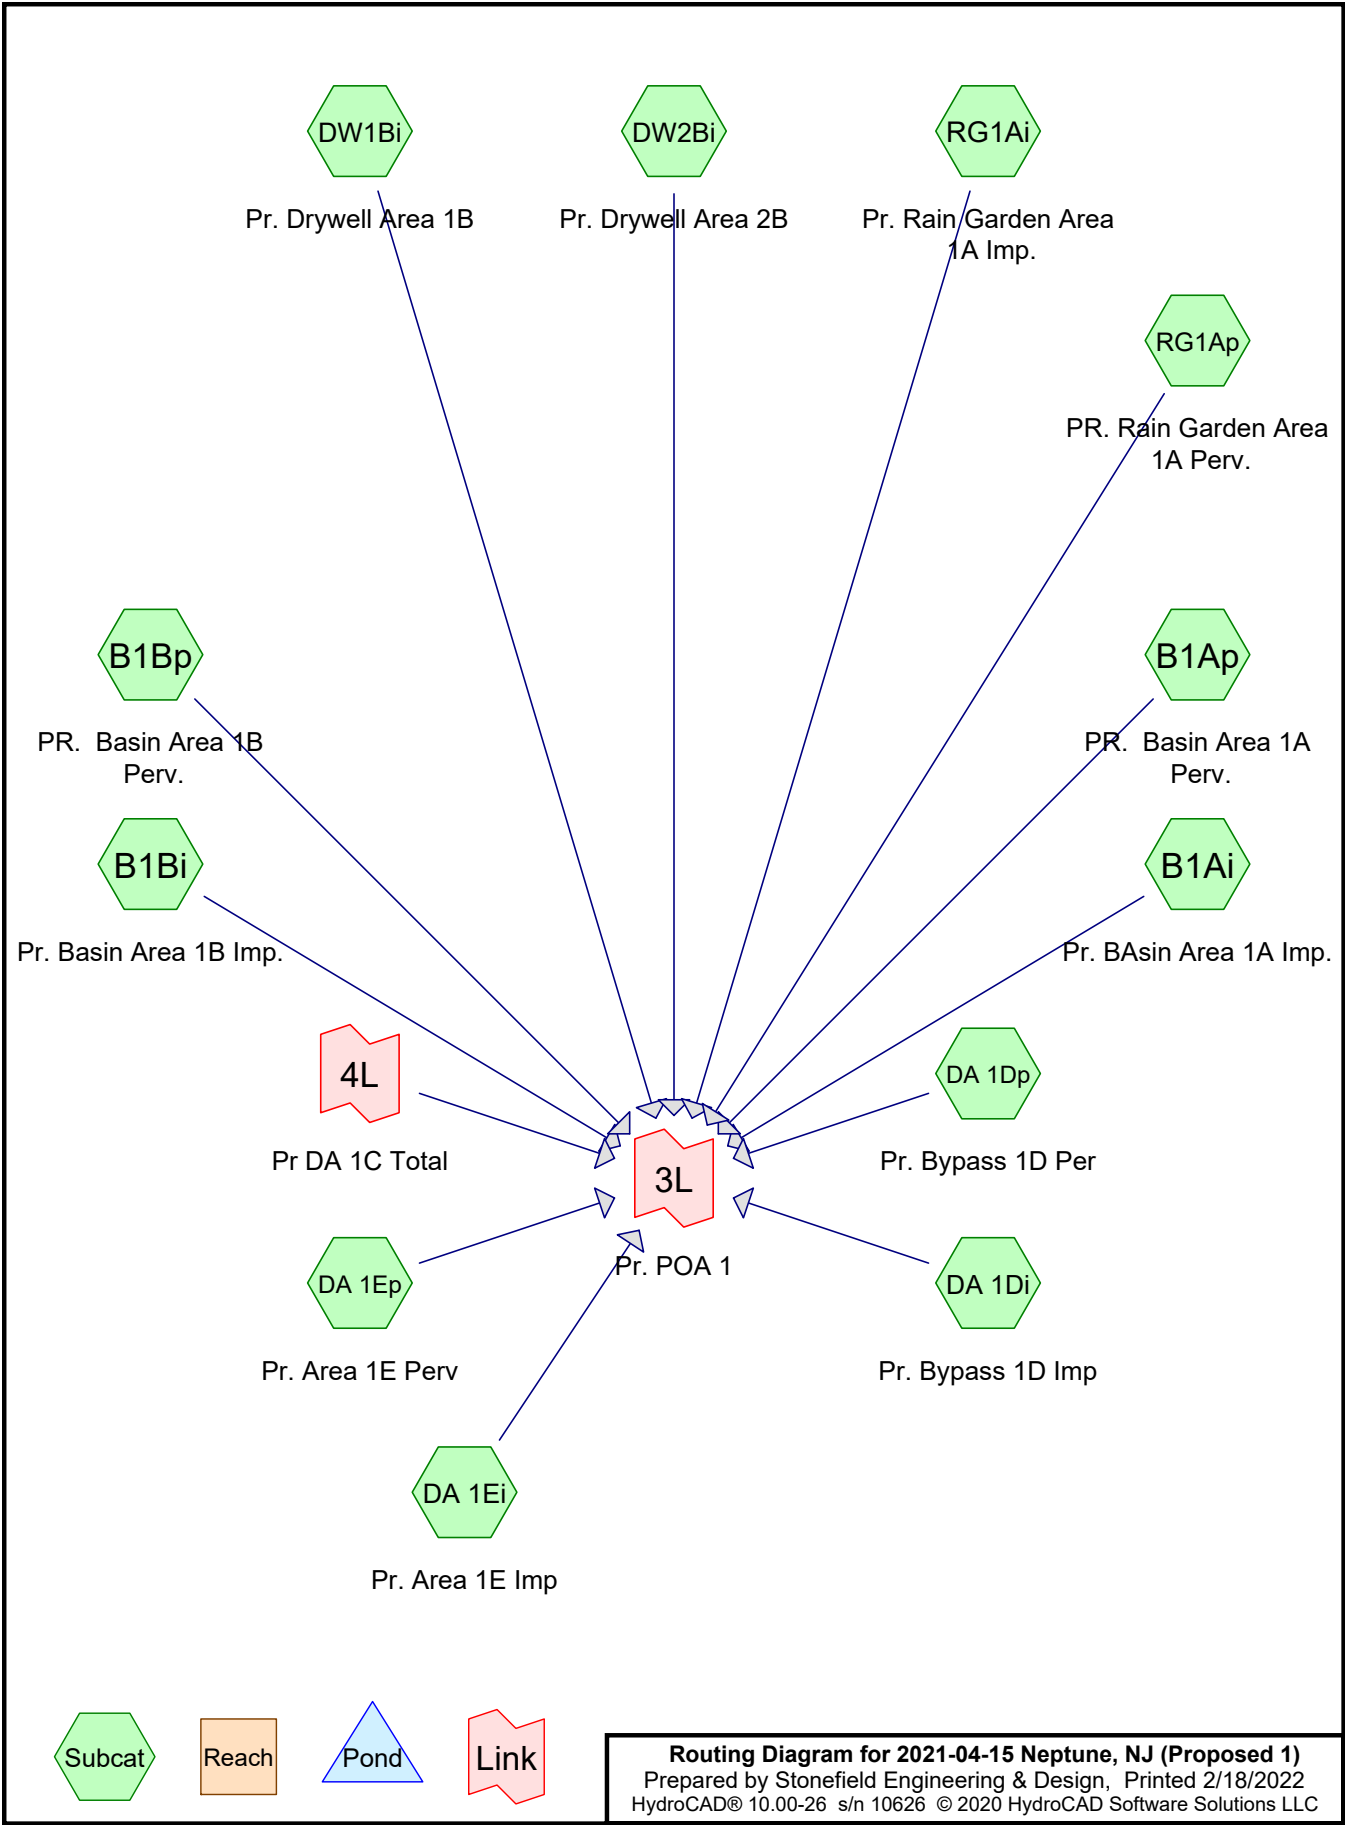 DW1Bi
Pr. Drywell Area 1B
DW2Bi
Pr. Drywell Area 2B
RG1Ai
Pr. Rain Garden Area
1A Imp.
RG1Ap
PR. Rain Garden Area
1A Perv.
B1Bp
PR.  Basin Area 1B
Perv.
B1Ap
PR.  Basin Area 1A
Perv.
B1Bi
Pr. Basin Area 1B Imp.
B1Ai
Pr. BAsin Area 1A Imp.
4L
Pr DA 1C Total
DA 1Dp
Pr. Bypass 1D Per
3L
Pr. POA 1
DA 1Ep
Pr. Area 1E Perv
DA 1Di
Pr. Bypass 1D Imp
DA 1Ei
Pr. Area 1E Imp
Subcat
Reach
Pond
Link
Routing Diagram for 2021-04-15 Neptune, NJ (Proposed 1)
Prepared by Stonefield Engineering & Design,  Printed 2/18/2022
HydroCAD® 10.00-26  s/n 10626  © 2020 HydroCAD Software Solutions LLC